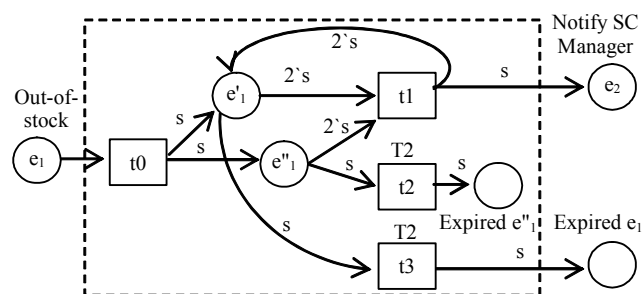 Notify SC
Manager
2`s
e'1
2`s
t1
s
e2
Out-of-
stock
s
2`s
e1
t0
s
e"1
s
T2
t2
s
Expired e"1
Expired e1
s
T2
t3
s